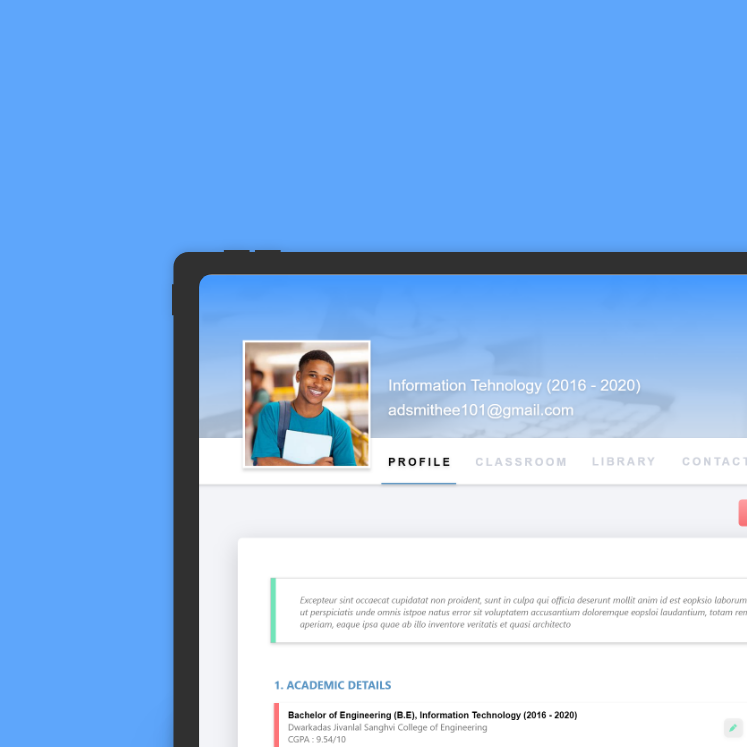 Information Tehnology (2016 - 2020)
adsmithee101@gmail.com
PROFILE CLASSROOM LIBRARY CONTACT
Excepteur sint occaecat cupidatat non proident, sunt in culpa qui officia deserunt mollit anim id est eopksio laborum
ut perspiciatis unde omnis istpoe natus error sit voluptatem accusantium doloremque eopsloi laudantium, totam rem
aperiam, eaque ipsa quae ab illo inventore veritatis et quasi architecto
1. ACADEMIC DETAILS
Bachelor of Engineering (B.E), Information Technology (2016 - 2020)
Dwarkadas Jivanlal Sanghvi College of Engineering
CGPA : 9.54/10